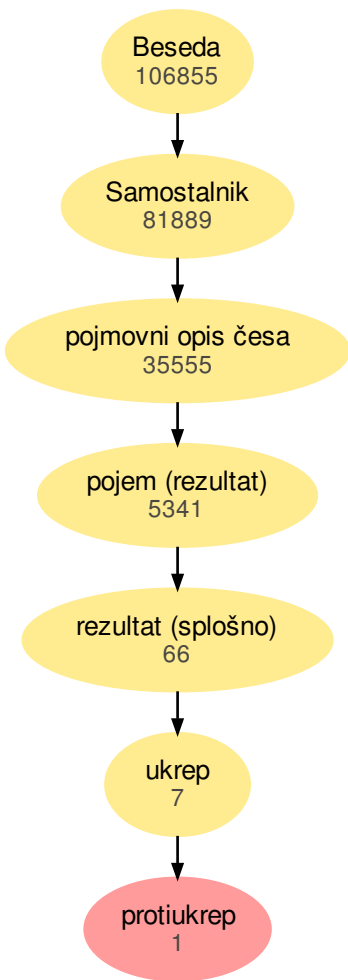 Beseda
106855
Samostalnik
81889
pojmovni opis česa
35555
pojem (rezultat)
5341
rezultat (splošno)
66
ukrep
7
protiukrep
1